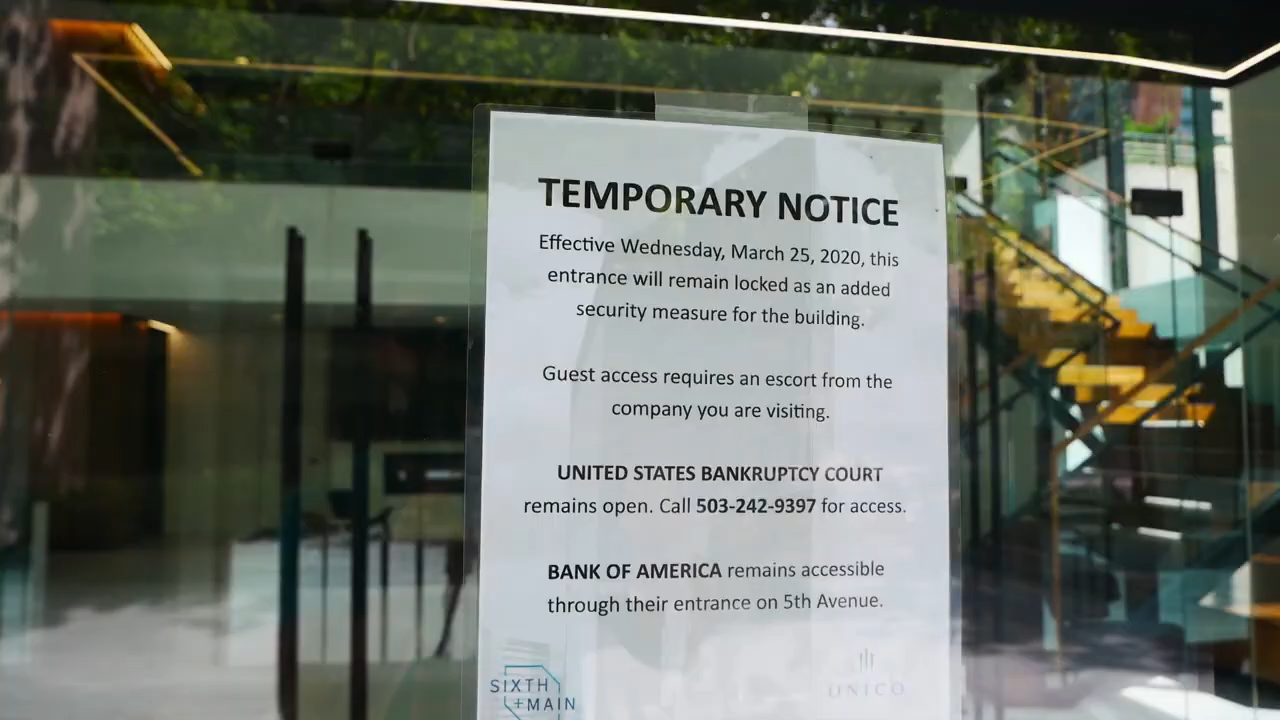 TEMPORARY NOTICE
Effective Wednesday, March 25, 2020, this
entrance will remain locked as an added
security measure for the building.
Guest access requires an escort from the
company you are visiting.
UNITED STATES BANKRUPTCY COURT
remains open. Call 503-242-9397 for access.
BANK OF AMERICA remains accessible
through their entrance on 5th Avenue.
SIXTH
+MAIN
UNICO